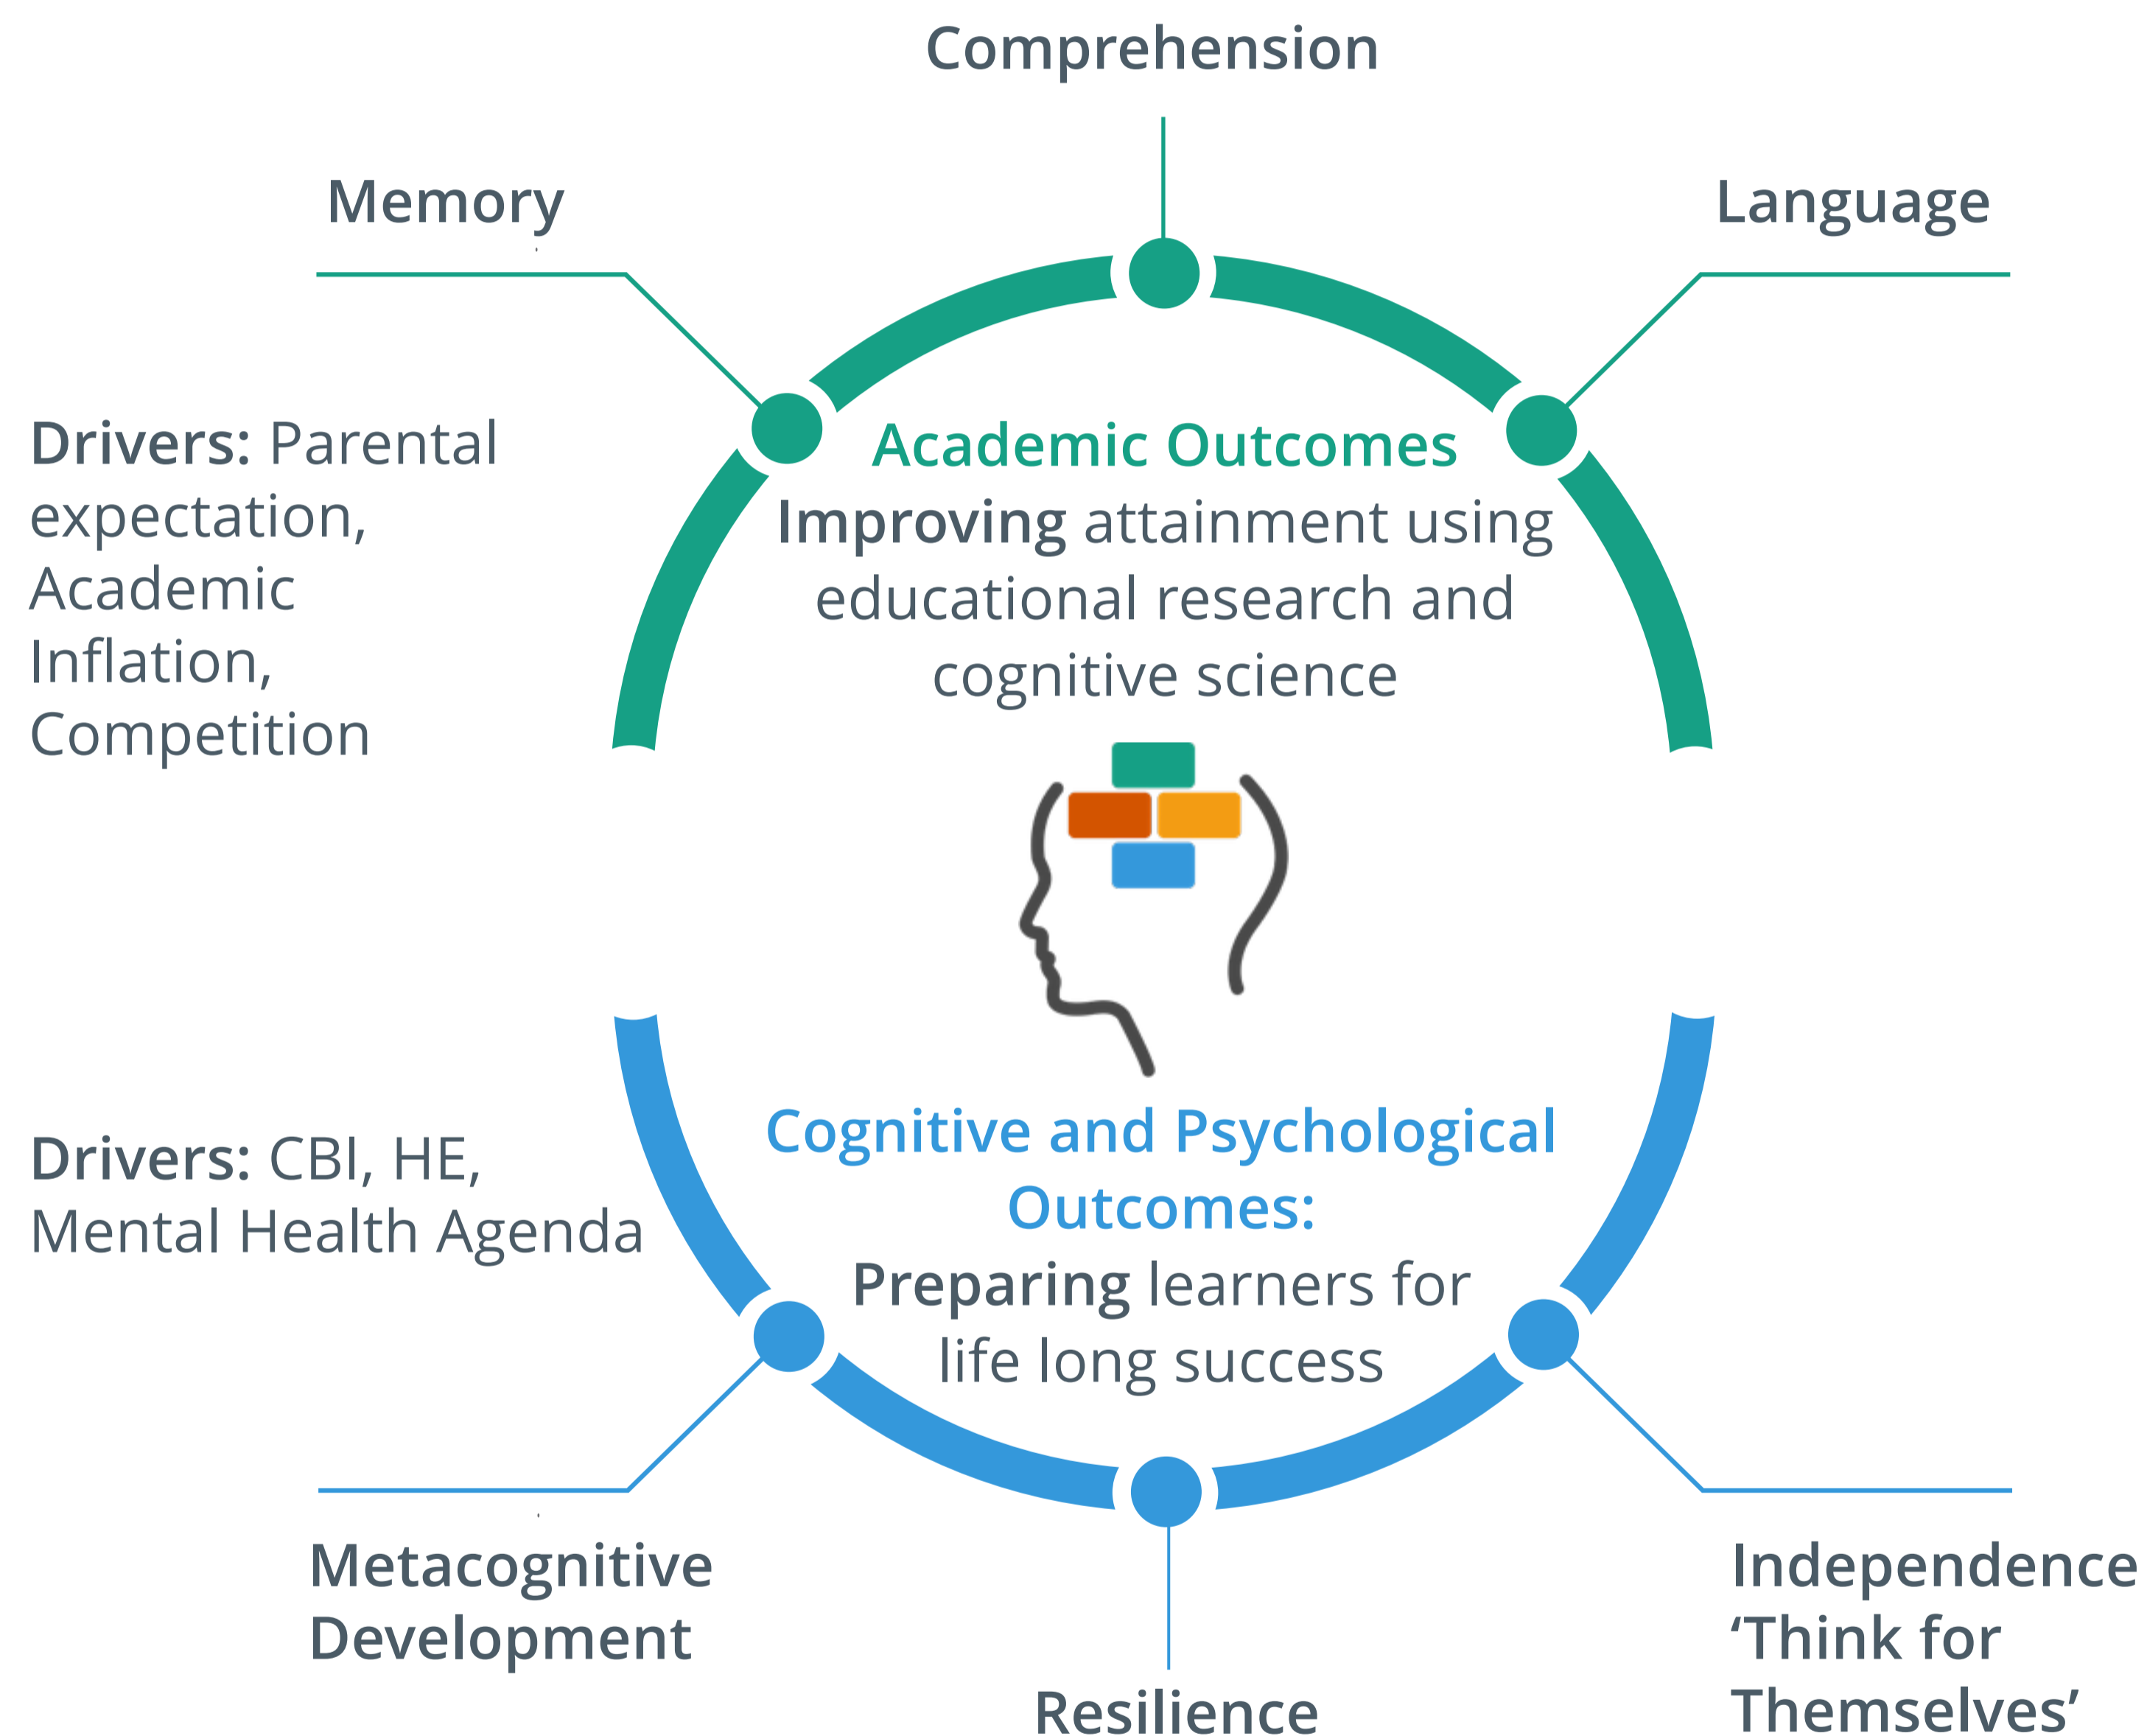 Comprehension
Memory
Language
Drivers: Parental
expectation,
Academic
Inflation,
Competition
Academic Outcomes
Improving attainment using
educational research and
cognitive science
Drivers: CBI, HE,
Mental Health Agenda
Cognitive and Psychological
Outcomes:
Preparing learners for
life long success
Metacognitive
Development
Resilience
Independence
‘Think for
Themselves’